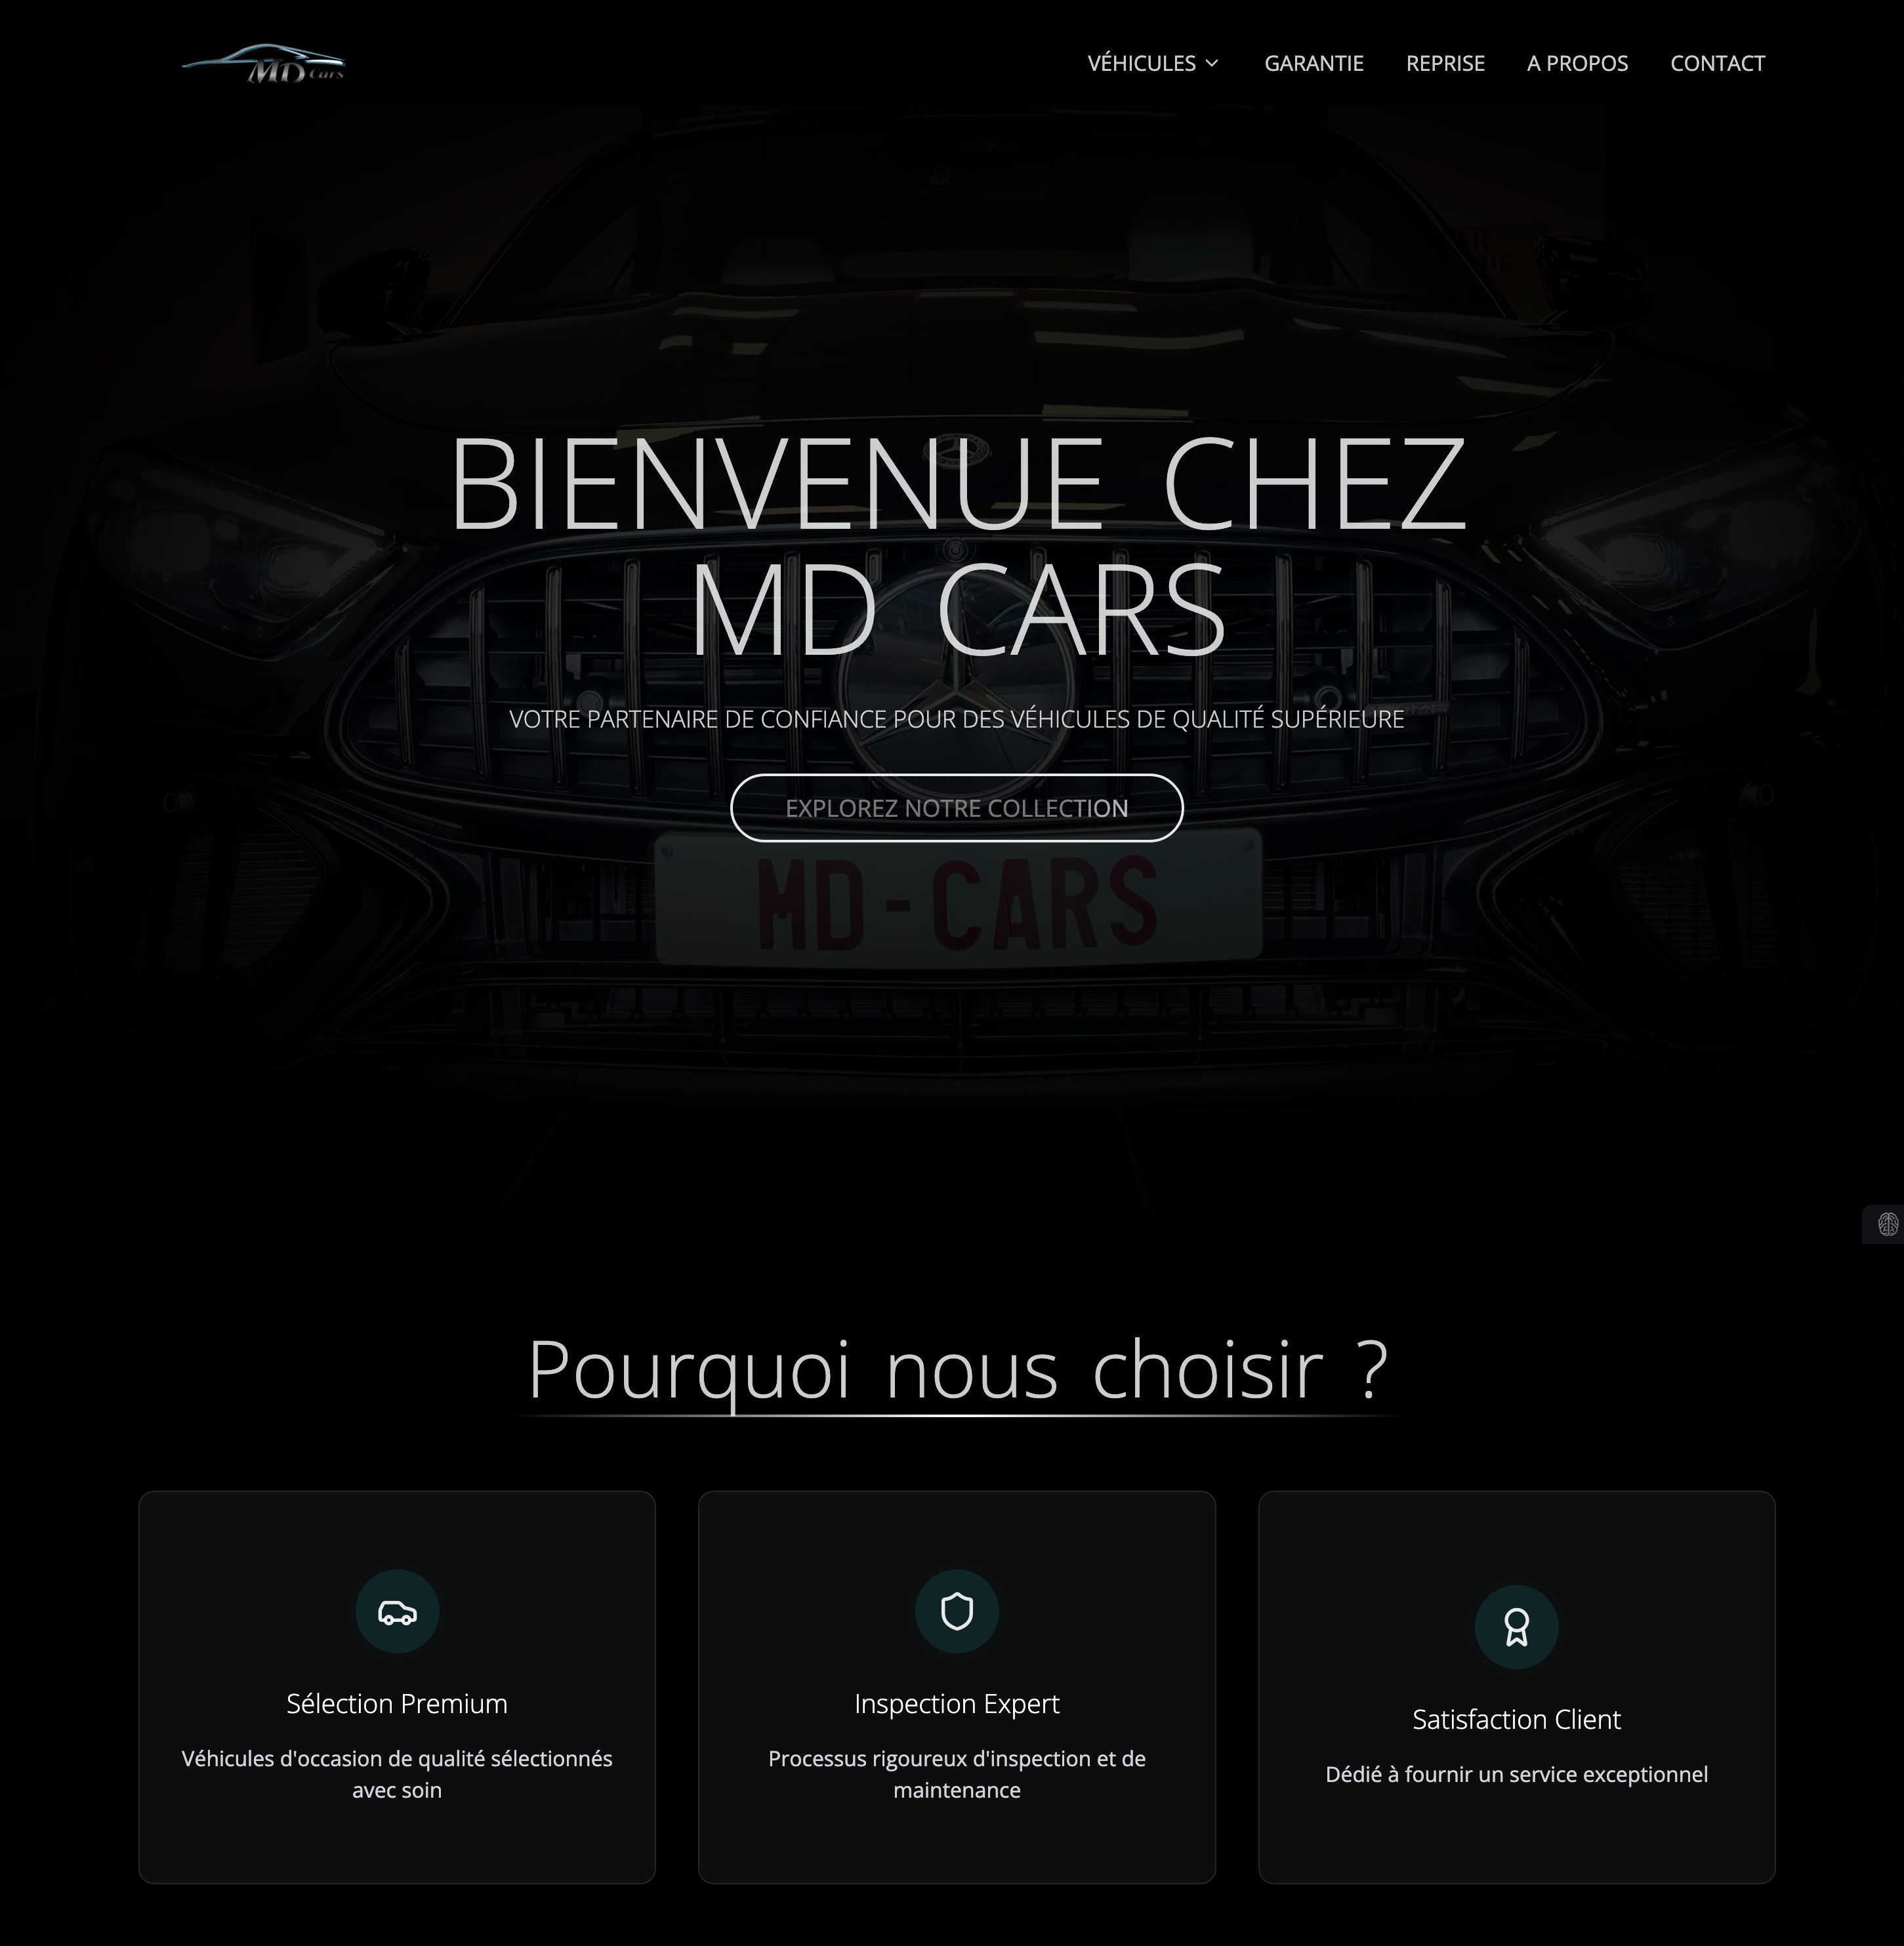 MD Cars
VÉHICULES
GARANTIE
REPRISE
A PROPOS
CONTACT
BIENVENUE CHEZ
MD CARS
VOTRE PARTENAIRE DE CONFIANCE POUR DES VÉHICULES DE QUALITÉ SUPÉRIEURE
EXPLOREZ NOTRE COLLECTION
MD-CARS
Pourquoi nous choisir ?
Sélection Premium
Véhicules d'occasion de qualité sélectionnés
avec soin
Inspection Expert
Processus rigoureux d'inspection et de
maintenance
Satisfaction Client
Dédié à fournir un service exceptionnel